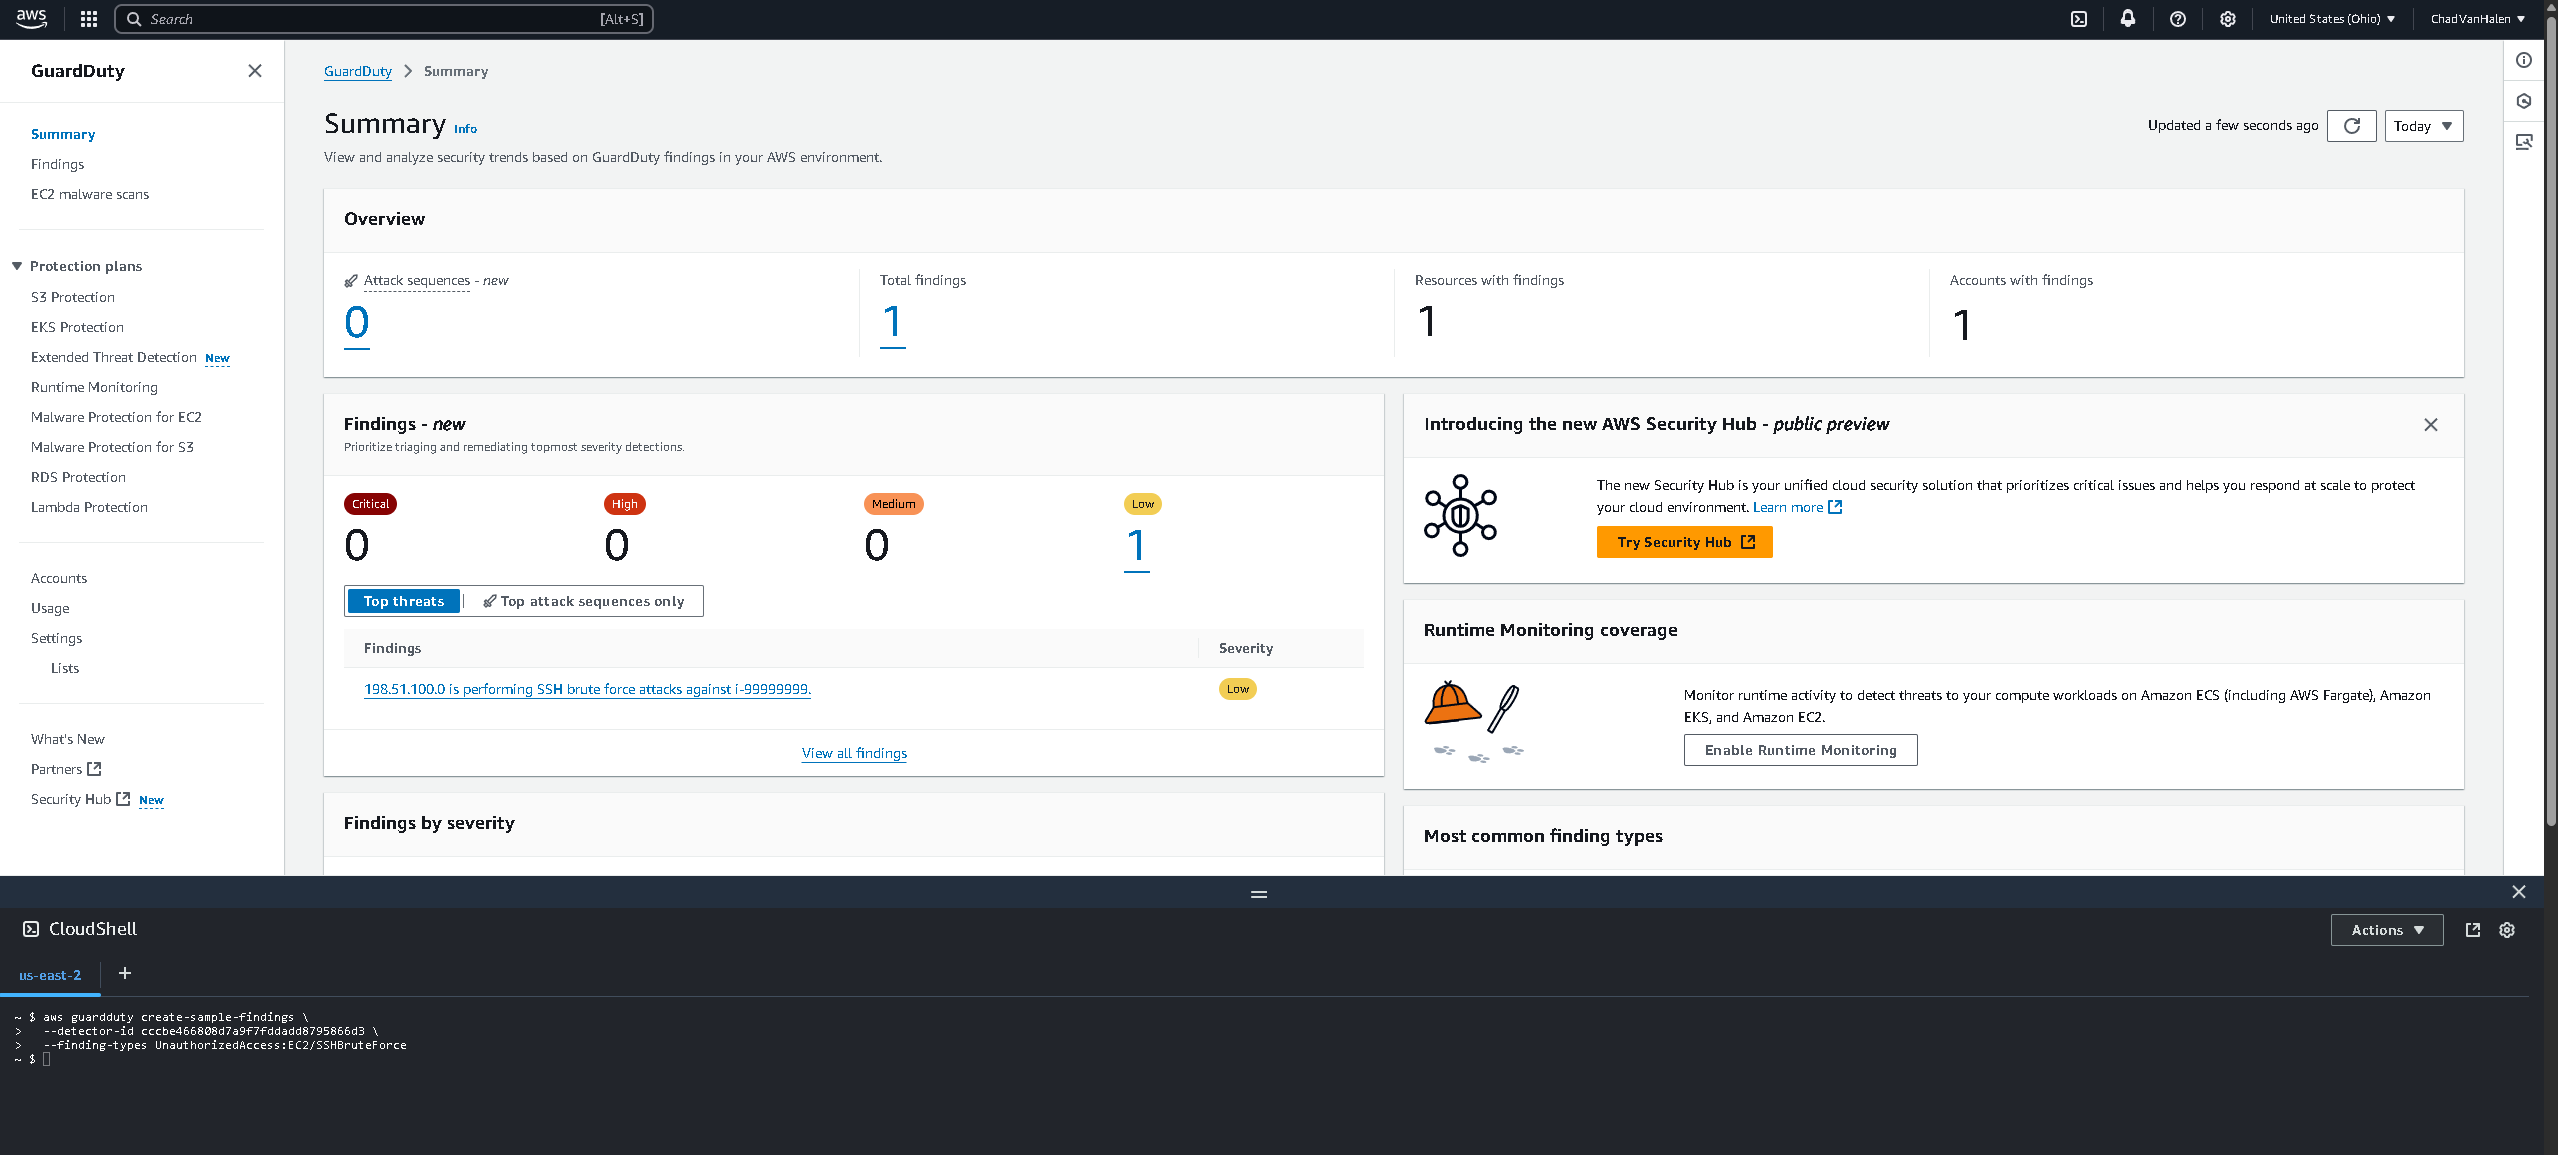 aws
Search
[Alt+S]
United States (Ohio)
ChadVanHalen
GuardDuty
Summary
Findings
EC2 malware scans
Protection plans
S3 Protection
EKS Protection
Extended Threat Detection New
Runtime Monitoring
Malware Protection for EC2
Malware Protection for S3
RDS Protection
Lambda Protection
Accounts
Usage
Settings
Lists
What's New
Partners
Security Hub New
GuardDuty > Summary
Summary Info
View and analyze security trends based on GuardDuty findings in your AWS environment.
Updated a few seconds ago
Today
Overview
Attack sequences - new
0
Total findings
1
Resources with findings
1
Accounts with findings
1
Findings - new
Prioritize triaging and remediating topmost severity detections.
Critical
0
High
0
Medium
0
Low
1
Top threats
Top attack sequences only
Findings
Severity
198.51.100.0 is performing SSH brute force attacks against i-99999999.
Low
View all findings
Findings by severity
Introducing the new AWS Security Hub - public preview
The new Security Hub is your unified cloud security solution that prioritizes critical issues and helps you respond at scale to protect
your cloud environment. Learn more
Try Security Hub
Runtime Monitoring coverage
Monitor runtime activity to detect threats to your compute workloads on Amazon ECS (including AWS Fargate), Amazon
EKS, and Amazon EC2.
Enable Runtime Monitoring
Most common finding types
CloudShell
Actions
us-east-2
+
~ $ aws guardduty create-sample-findings \
>   --detector-id cccbe466808d7a9f7fddadd8795866d3 \
>   --finding-types UnauthorizedAccess:EC2/SSHBruteForce
~ $